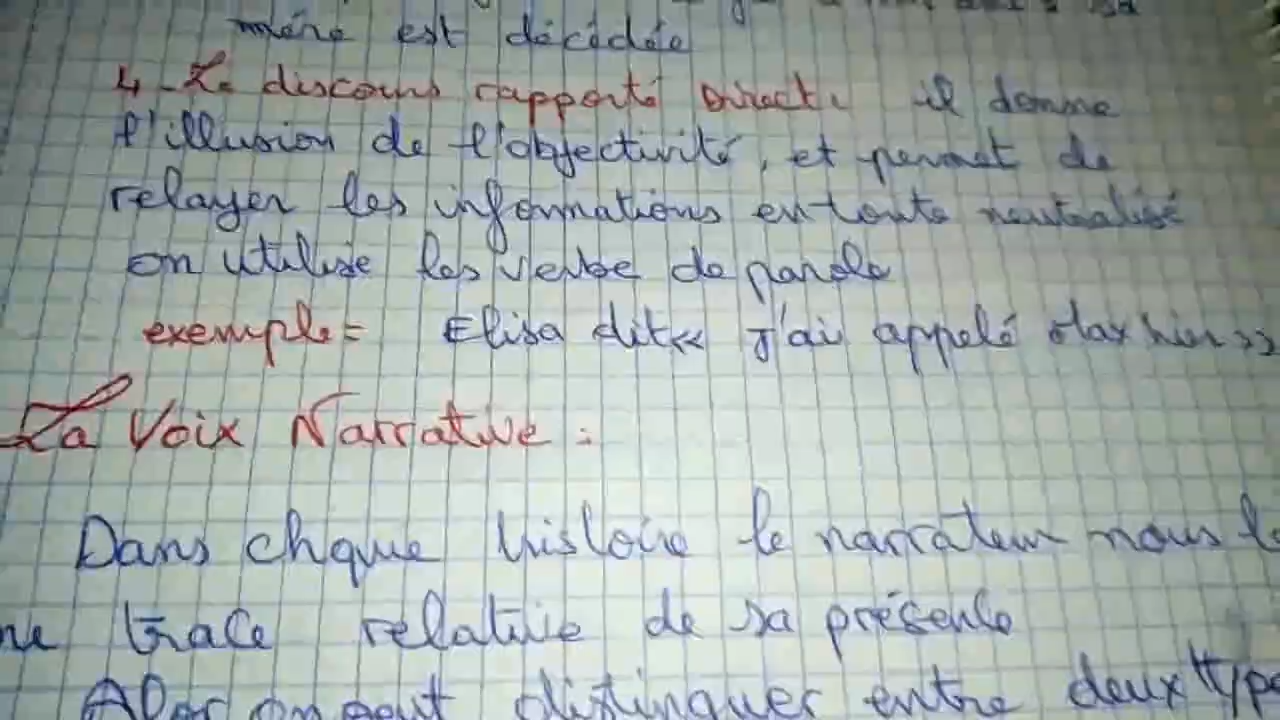 mère est décédée
4-Le discours rapporté Direct: il donne
l'illusion de l'objectivité, et permet de
relayer les informations en toute neutralité
on utilise les verbe de parole
exemple= Elisa dit « J'ai appelé Max hier »
La Voix Narrative:
Dans chque histoire le narrateur nous
trace relative de sa présence
Alor on peut distinguer entre deux type